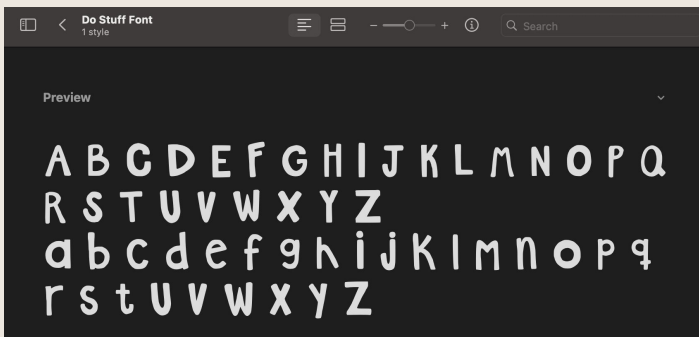 Do Stuff Font
1 style
Search
Preview
A B C D E F G H I J K L M N O P Q
R S T U V W X Y Z
a b c d e f g h i j k l m n o p q
r s t u v w x y z